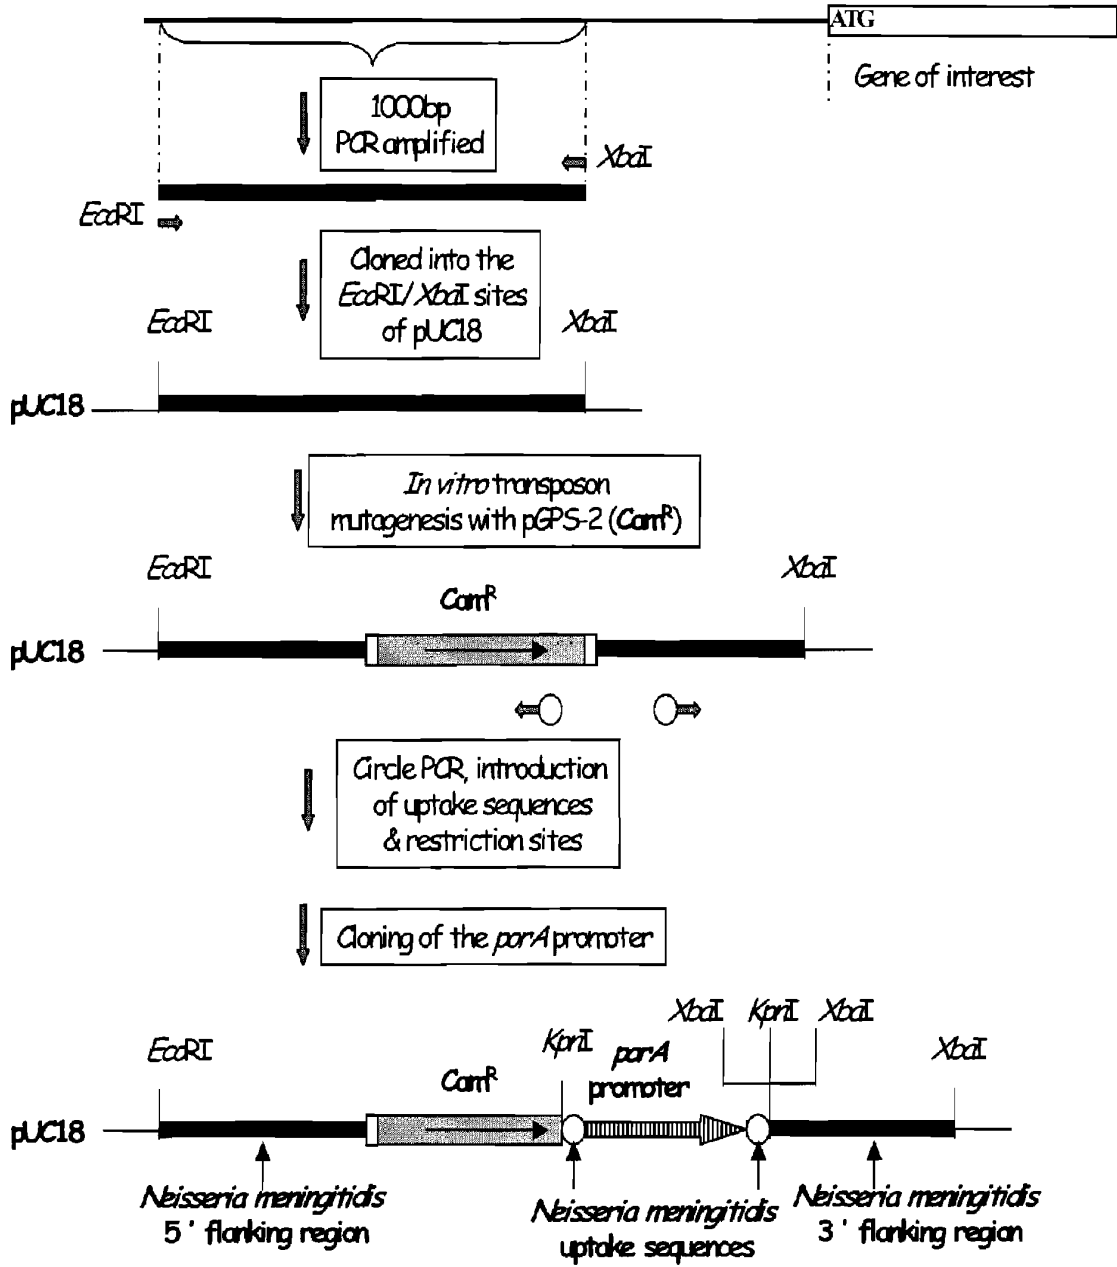 ATG
Gene of interest
1000bp
PCR amplified
XbaI
EcoRI
Cloned into the
EcoRI/XbaI sites
of pUC18
EcoRI
XbaI
pUC18
In vitro transposon
mutagenesis with pGPS-2 (CamR)
EcoRI
XbaI
CamR
pUC18
Circle PCR, introduction
of uptake sequences
& restriction sites
Cloning of the porA promoter
XbaI KpnI XbaI
EcoRI
KpnI
porA
promoter
XbaI
CamR
pUC18
Neisseria meningitidis
5' flanking region
Neisseria meningitidis
uptake sequences
Neisseria meningitidis
3' flanking region